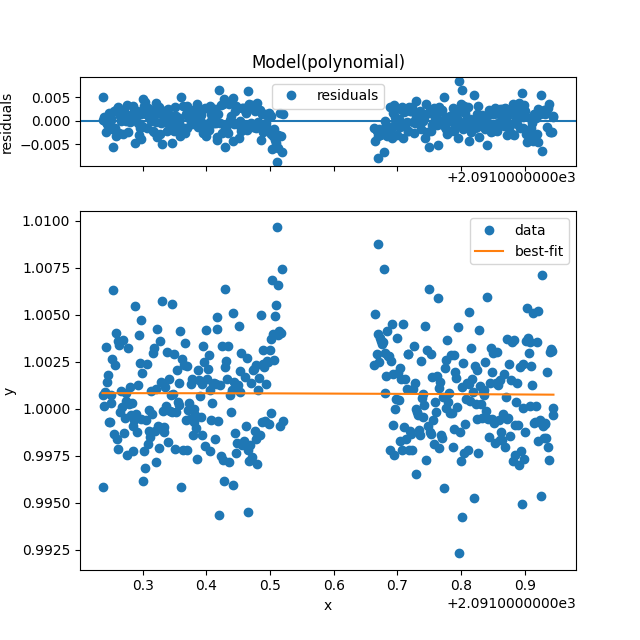 Model(polynomial)
residuals
0.005
0.000
−0.005
residuals
+2.0910000000e3
y
1.0100
1.0075
1.0050
1.0025
1.0000
0.9975
0.9950
0.9925
data
best-fit
0.3 0.4 0.5 0.6 0.7 0.8 0.9
x
+2.0910000000e3